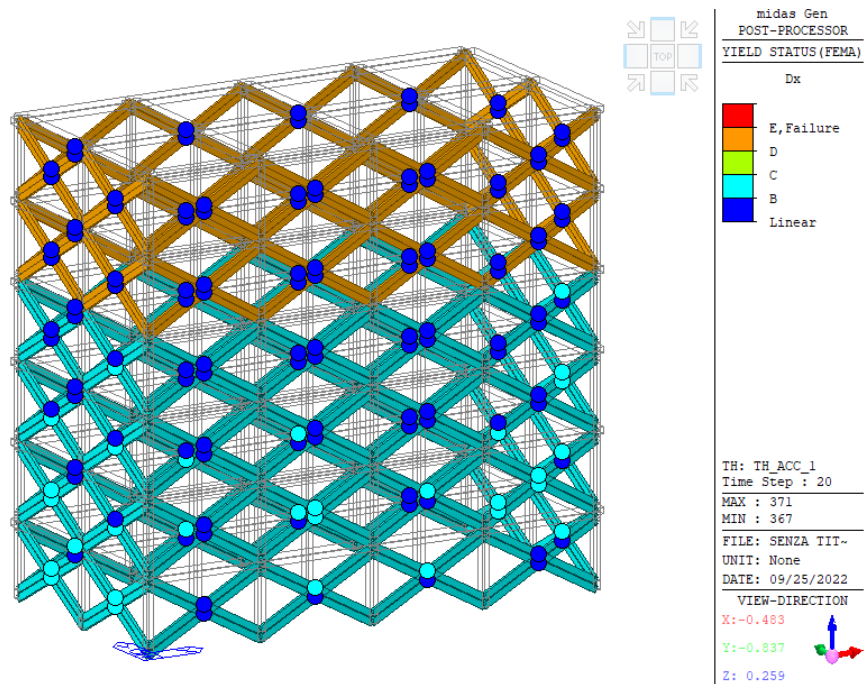 TOP
midas Gen
POST-PROCESSOR
YIELD STATUS(FEMA)
Dx
E,Failure
D
C
B
Linear
TH: TH_ACC_1
Time Step : 20
MAX : 371
MIN : 367
FILE: SENZA TIT~
UNIT: None
DATE: 09/25/2022
VIEW-DIRECTION
X:-0.483
Y:-0.837
Z: 0.259